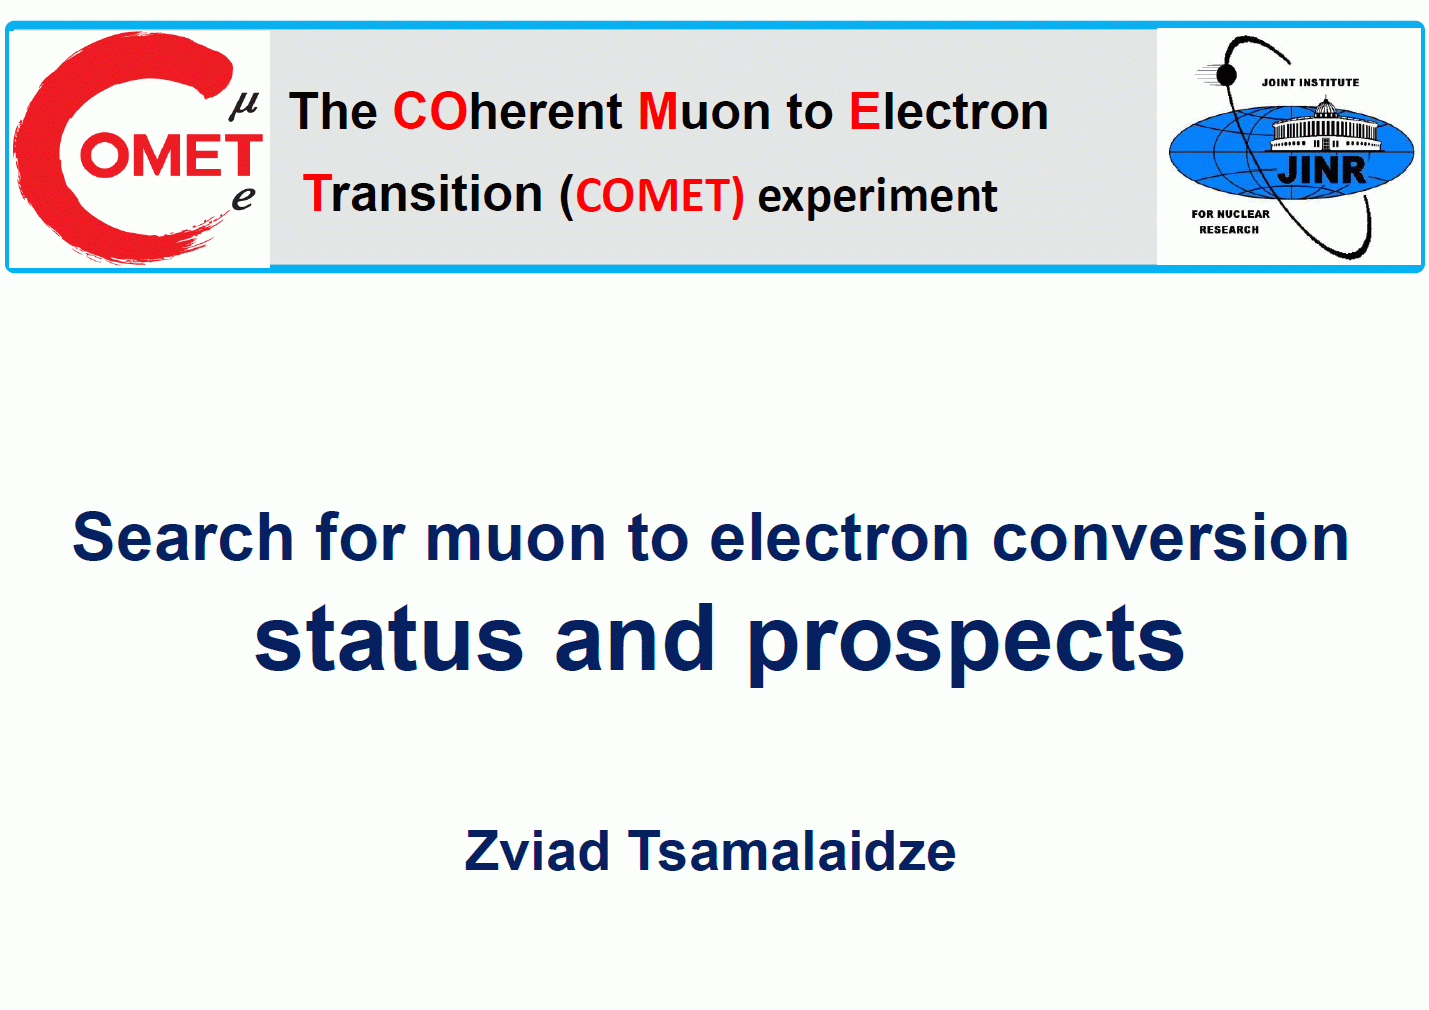 μ
COMET
e
The COherent Muon to Electron
Transition (COMET) experiment
JOINT INSTITUTE
JINR
FOR NUCLEAR
RESEARCH
Search for muon to electron conversion
status and prospects
Zviad Tsamalaidze